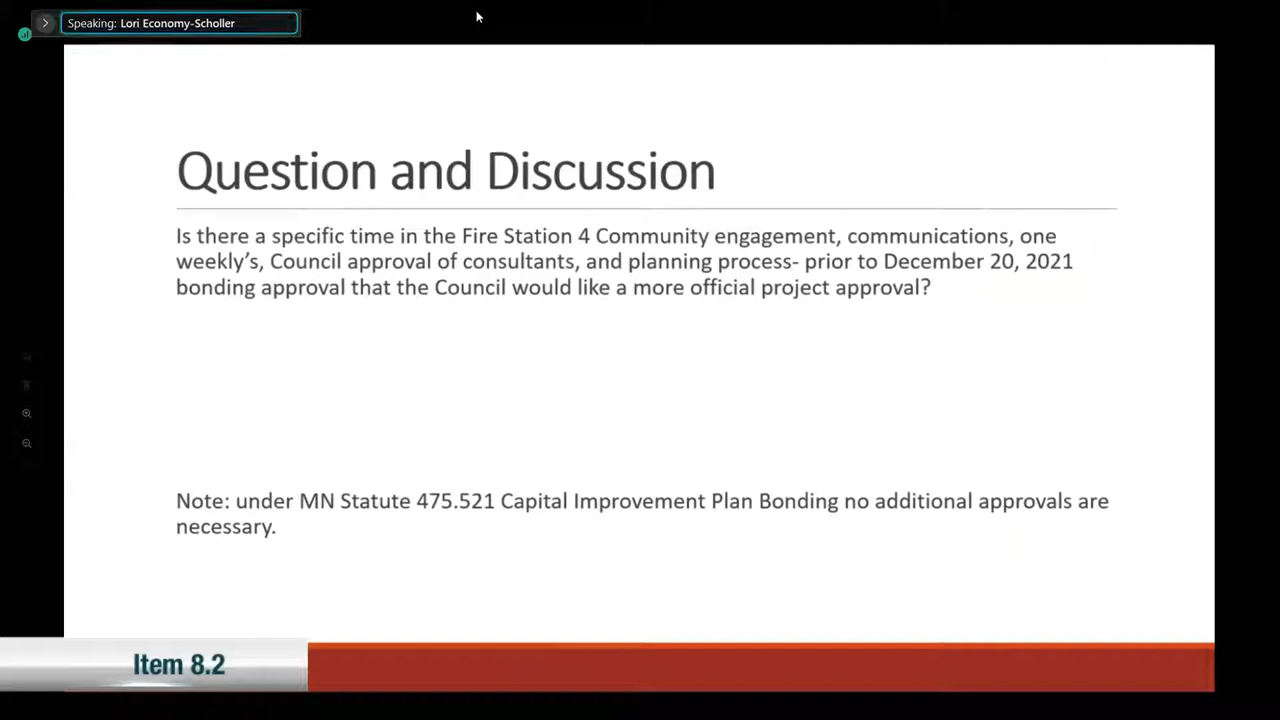 Speaking: Lori Economy-Scholler
Question and Discussion
Is there a specific time in the Fire Station 4 Community engagement, communications, one
weekly’s, Council approval of consultants, and planning process- prior to December 20, 2021
bonding approval that the Council would like a more official project approval?
Note: under MN Statute 475.521 Capital Improvement Plan Bonding no additional approvals are
necessary.
Item 8.2